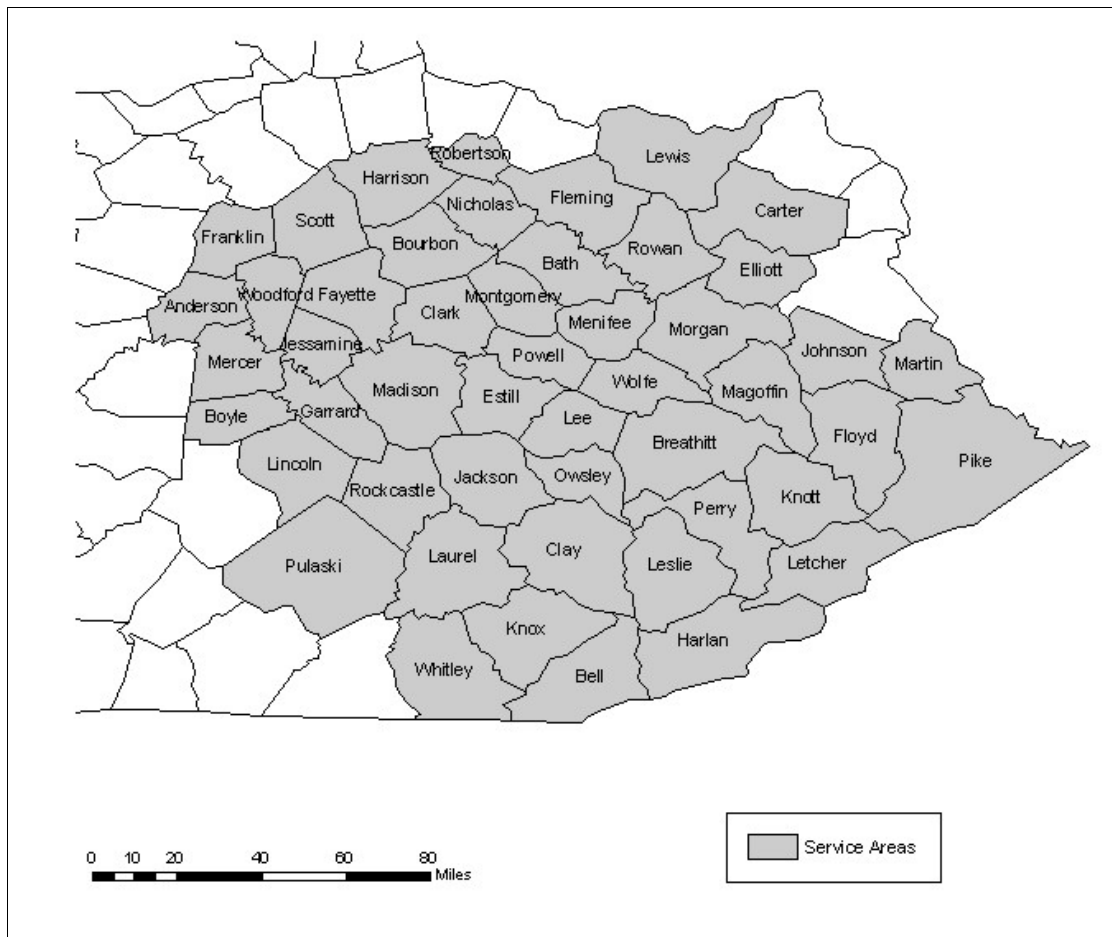 Robertson
Lewis
Harrison
Fleming
Nicholas
Carter
Scott
Franklin
Bourbon
Rowan
Bath
Elliott
Woodford
Fayette
Montgomery
Anderson
Clark
Menifee
Morgan
Jessamine
Johnson
Mercer
Powell
Martin
Madison
Wolfe
Magoffin
Estill
Boyle
Garrard
Lee
Floyd
Breathitt
Pike
Lincoln
Jackson
Owsley
Rockcastle
Knott
Perry
Clay
Laurel
Pulaski
Leslie
Letcher
Knox
Harlan
Whitley
Bell
Service Areas
0 10 20 40 60 80
Miles